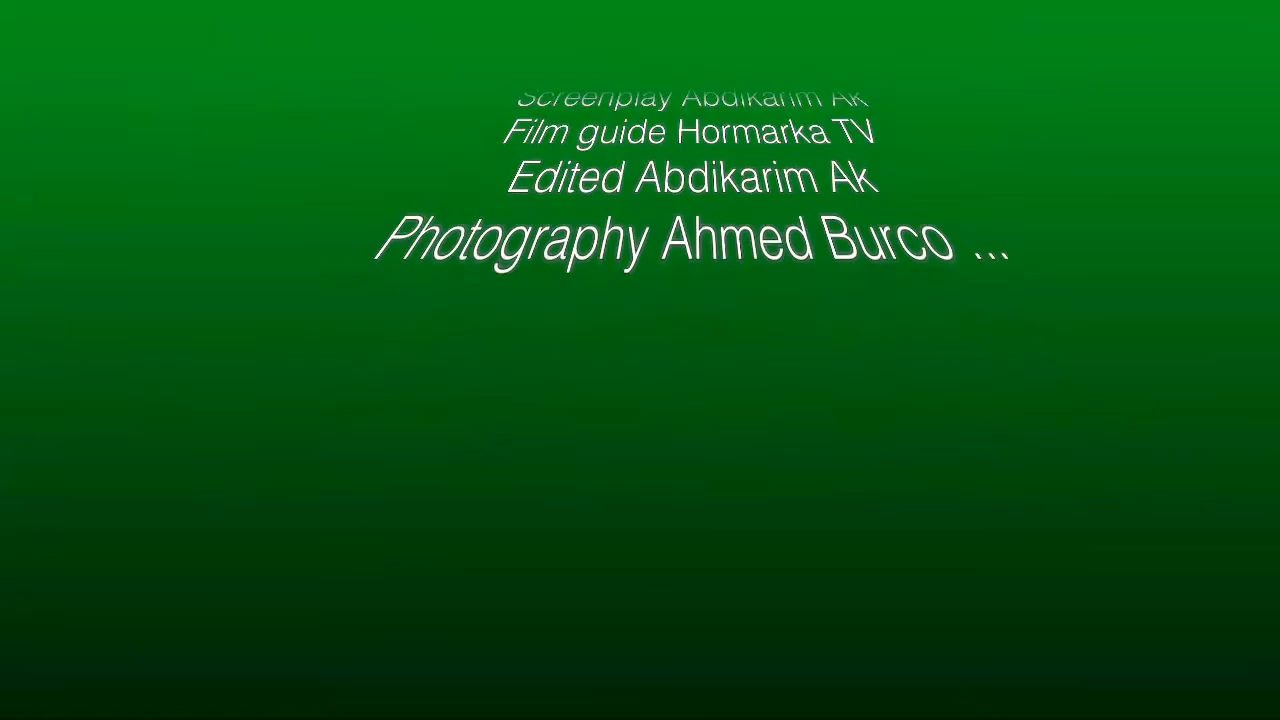 Screenplay Abdikarim Ak
Film guide Hormarka TV
Edited Abdikarim Ak
Photography Ahmed Burco ...